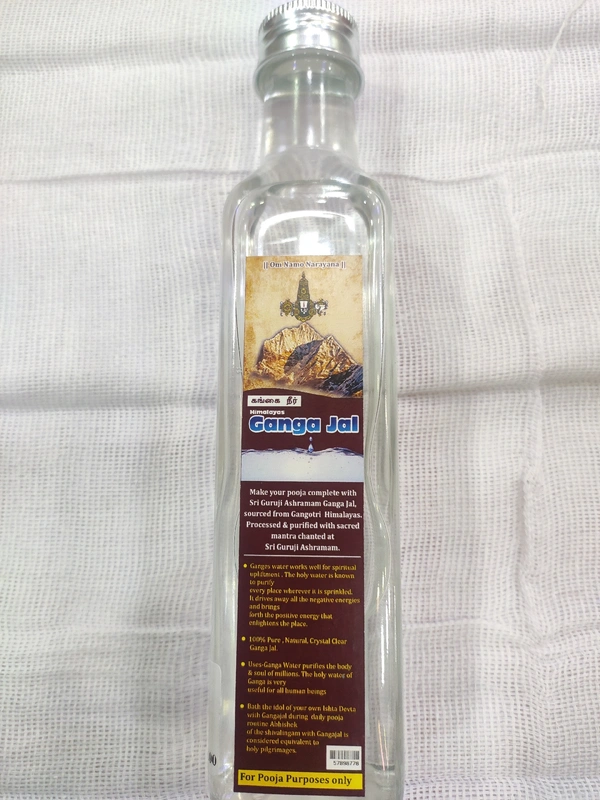 || Om Namo Narayana ||
கங்கை நீர்
Himalayas
Ganga Jal
Make your pooja complete with
Sri Guruji Ashramam Ganga Jal,
sourced from Gangotri Himalayas.
Processed & purified with sacred
mantra chanted at
Sri Guruji Ashramam.
• Ganges water works well for spiritual
upliftment . The holy water is known
to purify
every place wherever it is sprinkled.
It drives away all the negative energies
and brings
forth the positive energy that
enlightens the place.
• 100% Pure , Natural, Crystal Clear
Ganga Jal.
• Uses-Ganga Water purifies the body
& soul of millions. The holy water of
Ganga is very
useful for all human beings
• Bath the idol of your own Ishta Devta
with Gangajal during daily pooja
routine Abhishek
of the shivalingam with Gangajal is
considered equivalent to
holy pilgrimages.
57890770
For Pooja Purposes only